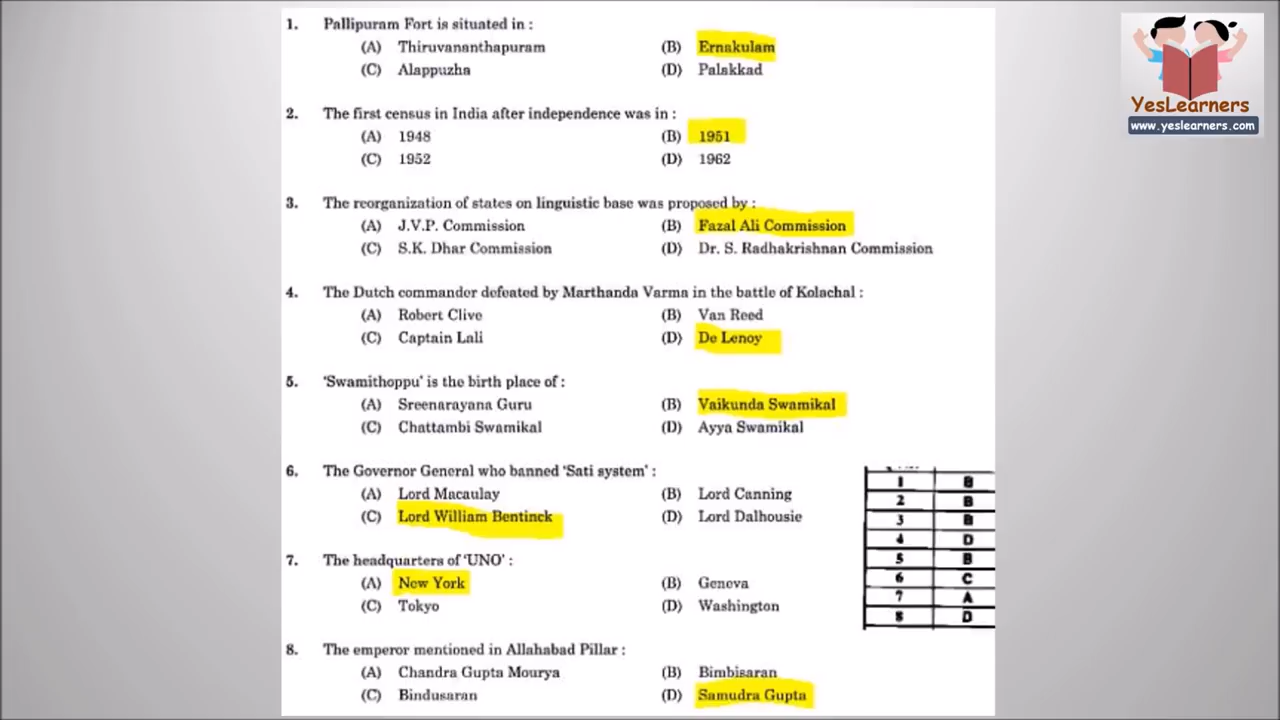 1. Pallipuram Fort is situated in :
(A) Thiruvananthapuram (B) Ernakulam
(C) Alappuzha (D) Palakkad
2. The first census in India after independence was in :
(A) 1948 (B) 1951
(C) 1952 (D) 1962
3. The reorganization of states on linguistic base was proposed by :
(A) J.V.P. Commission (B) Fazal Ali Commission
(C) S.K. Dhar Commission (D) Dr. S. Radhakrishnan Commission
4. The Dutch commander defeated by Marthanda Varma in the battle of Kolachal :
(A) Robert Clive (B) Van Reed
(C) Captain Lali (D) De Lenoy
5. 'Swamithoppu' is the birth place of :
(A) Sreenarayana Guru (B) Vaikunda Swamikal
(C) Chattambi Swamikal (D) Ayya Swamikal
6. The Governor General who banned 'Sati system' :
(A) Lord Macaulay (B) Lord Canning
(C) Lord William Bentinck (D) Lord Dalhousie
7. The headquarters of 'UNO' :
(A) New York (B) Geneva
(C) Tokyo (D) Washington
8. The emperor mentioned in Allahabad Pillar :
(A) Chandra Gupta Mourya (B) Bimbisaran
(C) Bindusaran (D) Samudra Gupta
1 B
2 B
3 B
4 D
5 B
6 C
7 A
8 D
YesLearners
www.yeslearners.com